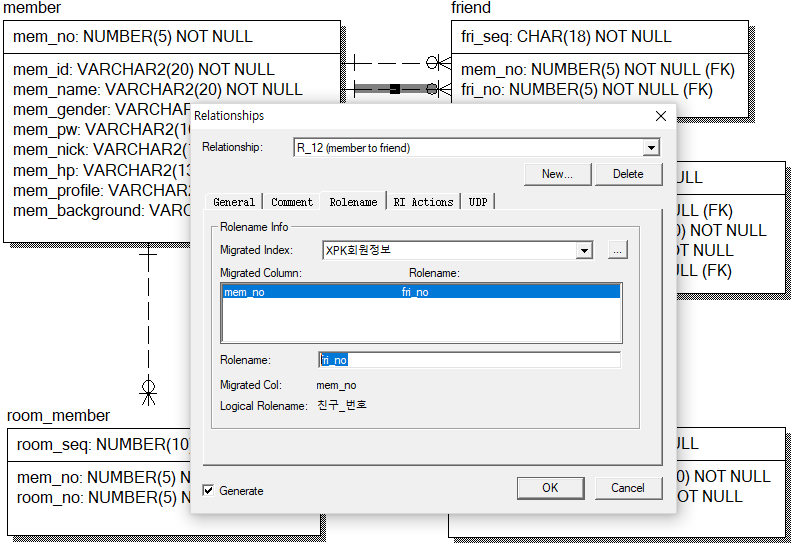 member
mem_no: NUMBER(5) NOT NULL
mem_id: VARCHAR2(20) NOT NULL
mem_name: VARCHAR2(20) NOT NULL
mem_gender: VARCHAR
mem_pw: VARCHAR2(10
mem_nick: VARCHAR2(
mem_hp: VARCHAR2(13
mem_profile: VARCHAR2
mem_background: VARC
friend
fri_seq: CHAR(18) NOT NULL
mem_no: NUMBER(5) NOT NULL (FK)
fri_no: NUMBER(5) NOT NULL (FK)
Relationships
Relationship: R_12 (member to friend)
New... Delete
General Comment Rolename RI Actions UDP
Rolename Info
Migrated Index: XPK회원정보 ...
Migrated Column: Rolename:
mem_no fri_no
Rolename: fri_no
Migrated Col: mem_no
Logical Rolename: 친구_번호
Generate OK Cancel
ULL
ULL (FK)
0) NOT NULL
OT NULL
ULL (FK)
room_member
room_seq: NUMBER(10)
mem_no: NUMBER(5) N
room_no: NUMBER(5) N
ULL
0) NOT NULL
NOT NULL